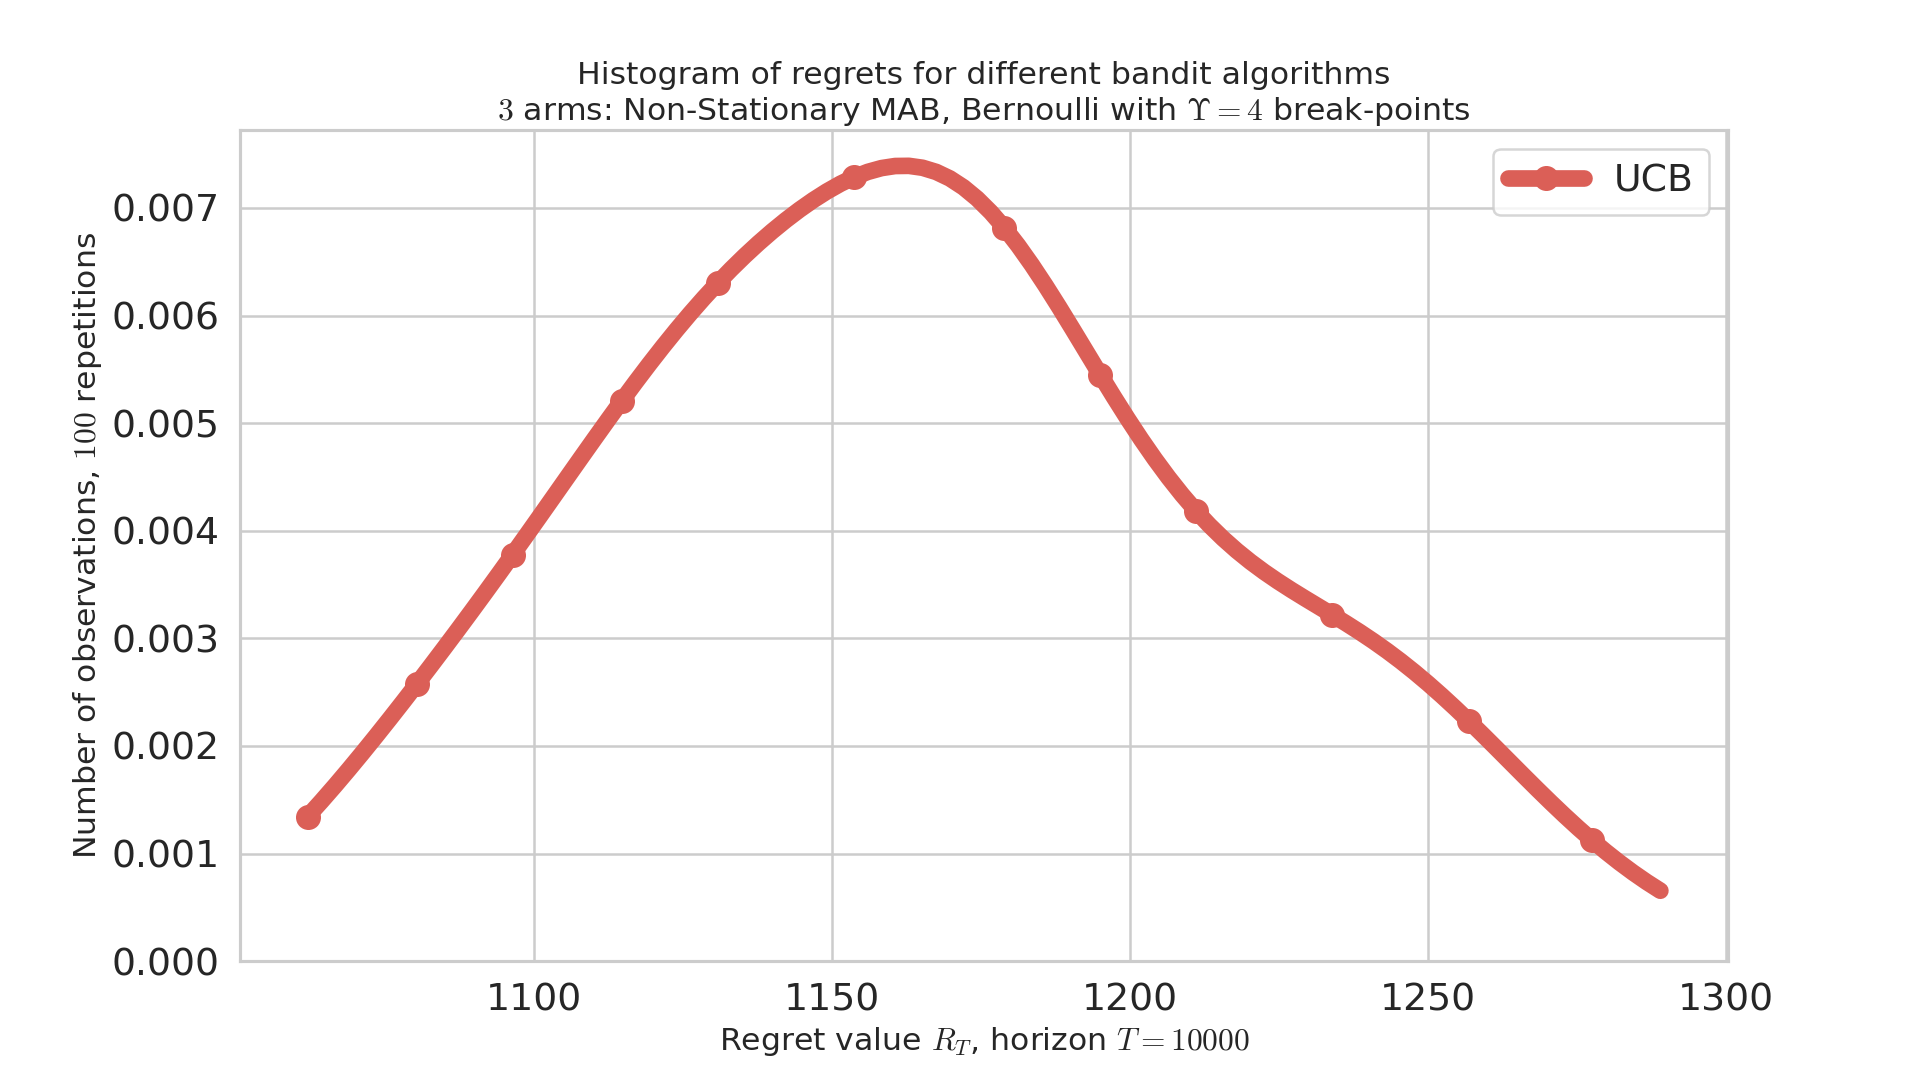 Histogram of regrets for different bandit algorithms
3 arms: Non-Stationary MAB, Bernoulli with ϒ = 4 break-points
UCB
Number of observations, 100 repetitions
0.007
0.006
0.005
0.004
0.003
0.002
0.001
0.000
1100 1150 1200 1250 1300
Regret value R_T, horizon T = 10000